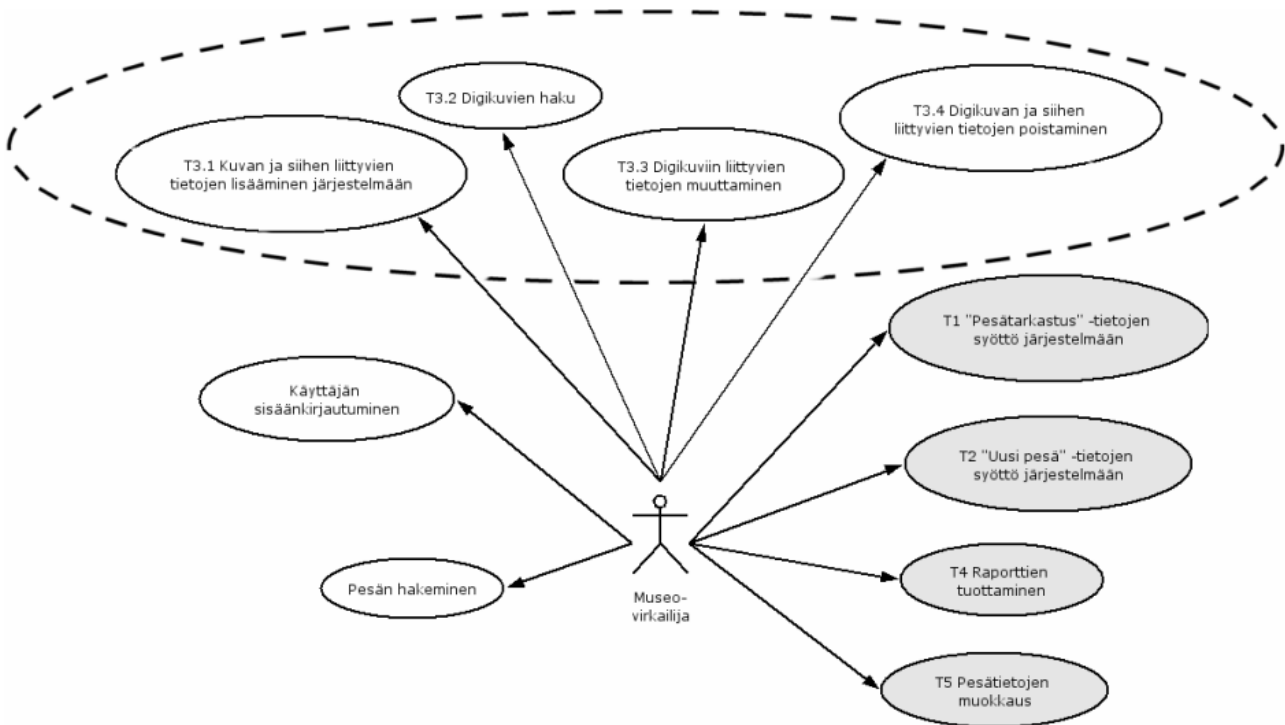 T3.2 Digikuvien haku
T3.4 Digikuvan ja siihen
liittyvien tietojen poistaminen
T3.1 Kuvan ja siihen liittyvien
tietojen lisääminen järjestelmään
T3.3 Digikuviin liittyvien
tietojen muuttaminen
T1 "Pesätarkastus" -tietojen
syöttö järjestelmään
Käyttäjän
sisäänkirjautuminen
T2 "Uusi pesä" -tietojen
syöttö järjestelmään
Pesän hakeminen
T4 Raporttien
tuottaminen
Museo-
virkailija
T5 Pesätietojen
muokkaus